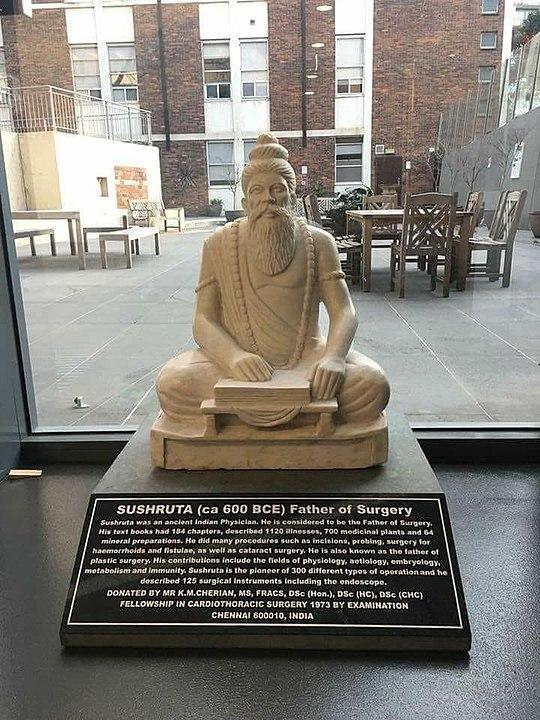 SUSHRUTA (ca 600 BCE) Father of Surgery
Sushruta was an ancient Indian Physician. He is considered to be the Father of Surgery.
His text books had 184 chapters, described 1120 illnesses, 700 medicinal plants and 64
mineral preparations. He did many procedures such as incisions, probing, surgery for
haemorrhoids and fistulae, as well as cataract surgery. He is also known as the father of
plastic surgery. His contributions include the fields of physiology, aetiology, embryology,
metabolism and immunity. Sushruta is the pioneer of 300 different types of operation and he
described 125 surgical instruments including the endoscope.
DONATED BY MR K.M.CHERIAN, MS, FRACS, DSc (Hon.), DSc (HC), DSc (CHC)
FELLOWSHIP IN CARDIOTHORACIC SURGERY 1973 BY EXAMINATION
CHENNAI 600010, INDIA